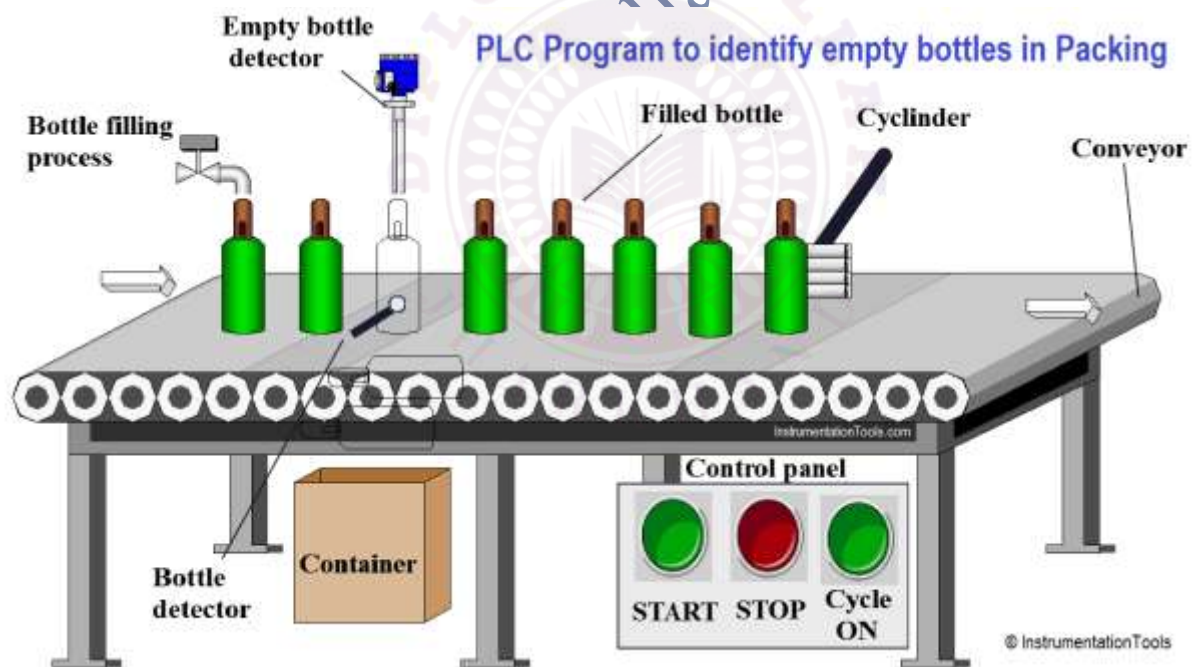 Empty bottle
detector
PLC Program to identify empty bottles in Packing
Bottle filling
process
Filled bottle
Cyclinder
Conveyor
InstrumentationTools.com
Control panel
Container
Bottle
detector
START
STOP
Cycle
ON
© InstrumentationTools